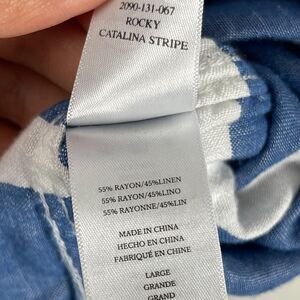 2090-131-067
ROCKY
CATALINA STRIPE
55% RAYON/45%LINEN
55% RAYON/45%LINO
55% RAYONNE/45%LIN
MADE IN CHINA
HECHO EN CHINA
FABRIQUÉ EN CHINE
LARGE
GRANDE
GRAND